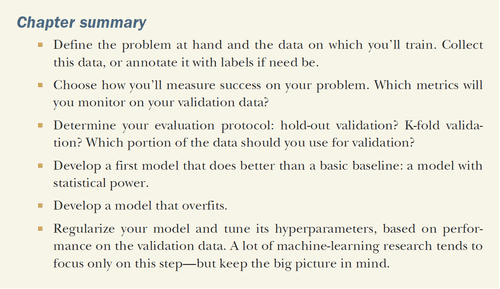 Chapter summary
Define the problem at hand and the data on which you'll train. Collect
this data, or annotate it with labels if need be.
Choose how you'll measure success on your problem. Which metrics will
you monitor on your validation data?
Determine your evaluation protocol: hold-out validation? K-fold valida-
tion? Which portion of the data should you use for validation?
Develop a first model that does better than a basic baseline: a model with
statistical power.
Develop a model that overfits.
Regularize your model and tune its hyperparameters, based on perfor-
mance on the validation data. A lot of machine-learning research tends to
focus only on this step—but keep the big picture in mind.